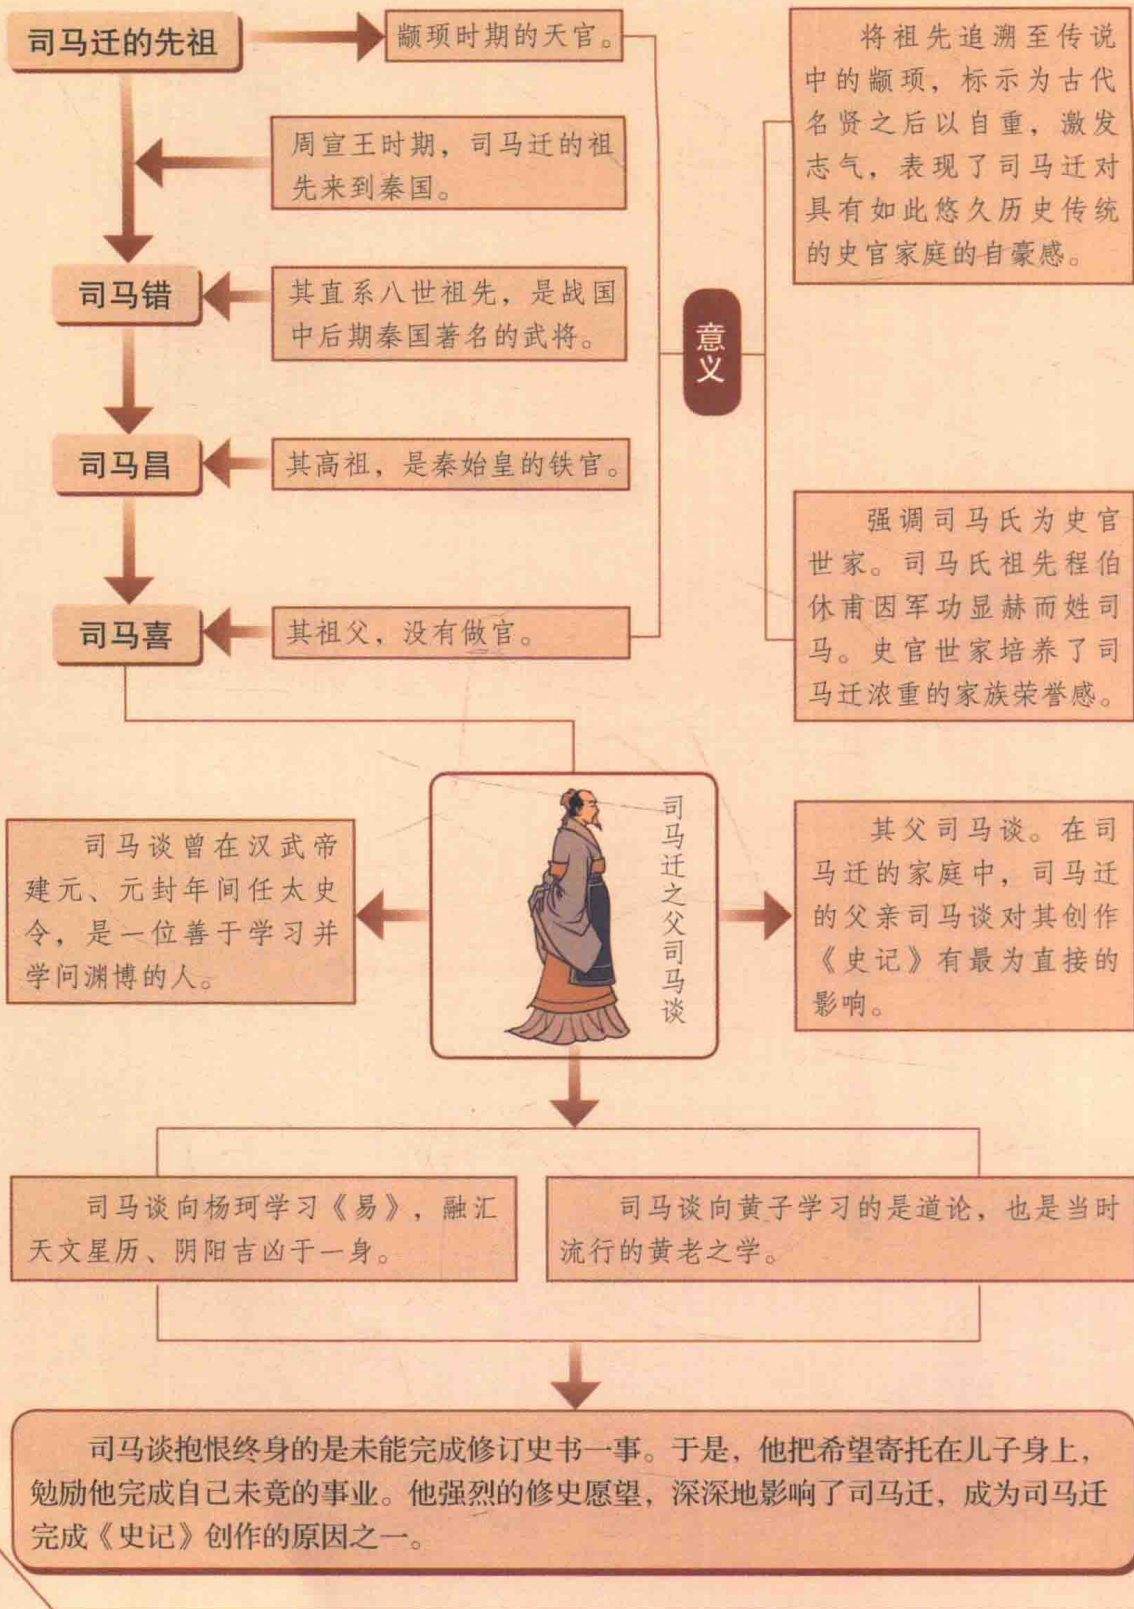 司马迁的先祖
颛顼时期的天官。
周宣王时期，司马迁的祖
先来到秦国。
司马错
其直系八世祖先，是战国
中后期秦国著名的武将。
司马昌
其高祖，是秦始皇的铁官。
司马喜
其祖父，没有做官。
意义
将祖先追溯至传说
中的颛顼，标示为古代
名贤之后以自重，激发
志气，表现了司马迁对
具有如此悠久历史传统
的史官家庭的自豪感。
强调司马氏为史官
世家。司马氏祖先程伯
休甫因军功显赫而姓司
马。史官世家培养了司
马迁浓重的家族荣誉感。
司马谈曾在汉武帝
建元、元封年间任太史
令，是一位善于学习并
学问渊博的人。
司马迁之父司马谈
其父司马谈。在司
马迁的家庭中，司马迁
的父亲司马谈对其创作
《史记》有最为直接的
影响。
司马谈向杨珂学习《易》，融汇
天文星历、阴阳吉凶于一身。
司马谈向黄子学习的是道论，也是当时
流行的黄老之学。
司马谈抱恨终身的是未能完成修订史书一事。于是，他把希望寄托在儿子身上，
勉励他完成自己未竟的事业。他强烈的修史愿望，深深地影响了司马迁，成为司马迁
完成《史记》创作的原因之一。